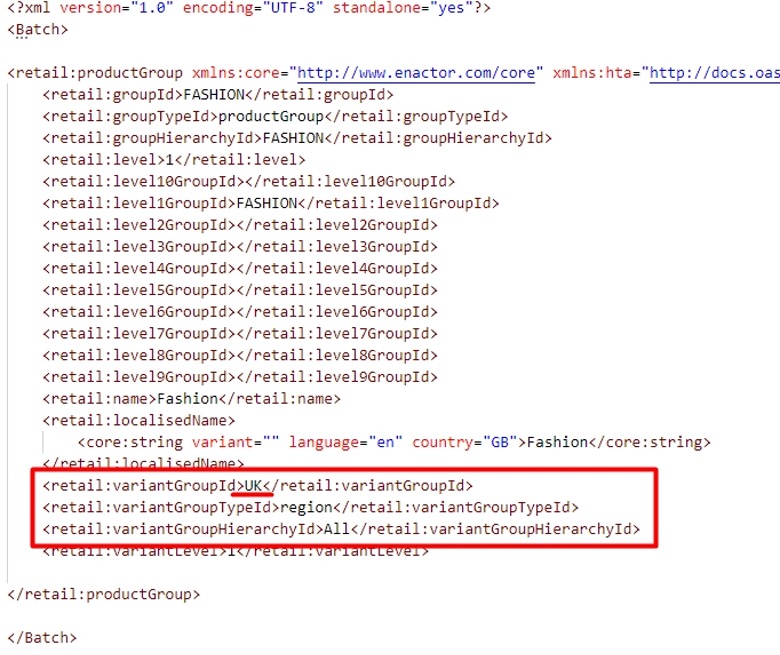 <?xml version="1.0" encoding="UTF-8" standalone="yes"?>
<Batch>
<retail:productGroup xmlns:core="http://www.enactor.com/core" xmlns:hta="http://docs.oas
<retail:groupId>FASHION</retail:groupId>
<retail:groupTypeId>productGroup</retail:groupTypeId>
<retail:groupHierarchyId>FASHION</retail:groupHierarchyId>
<retail:level>1</retail:level>
<retail:level10GroupId></retail:level10GroupId>
<retail:level1GroupId>FASHION</retail:level1GroupId>
<retail:level2GroupId></retail:level2GroupId>
<retail:level3GroupId></retail:level3GroupId>
<retail:level4GroupId></retail:level4GroupId>
<retail:level5GroupId></retail:level5GroupId>
<retail:level6GroupId></retail:level6GroupId>
<retail:level7GroupId></retail:level7GroupId>
<retail:level8GroupId></retail:level8GroupId>
<retail:level9GroupId></retail:level9GroupId>
<retail:name>Fashion</retail:name>
<retail:localisedName>
<core:string variant="" language="en" country="GB">Fashion</core:string>
</retail:localisedName>
<retail:variantGroupId>UK</retail:variantGroupId>
<retail:variantGroupTypeId>region</retail:variantGroupTypeId>
<retail:variantGroupHierarchyId>All</retail:variantGroupHierarchyId>
<retail:variantLevel>1</retail:variantLevel>
</retail:productGroup>
</Batch>